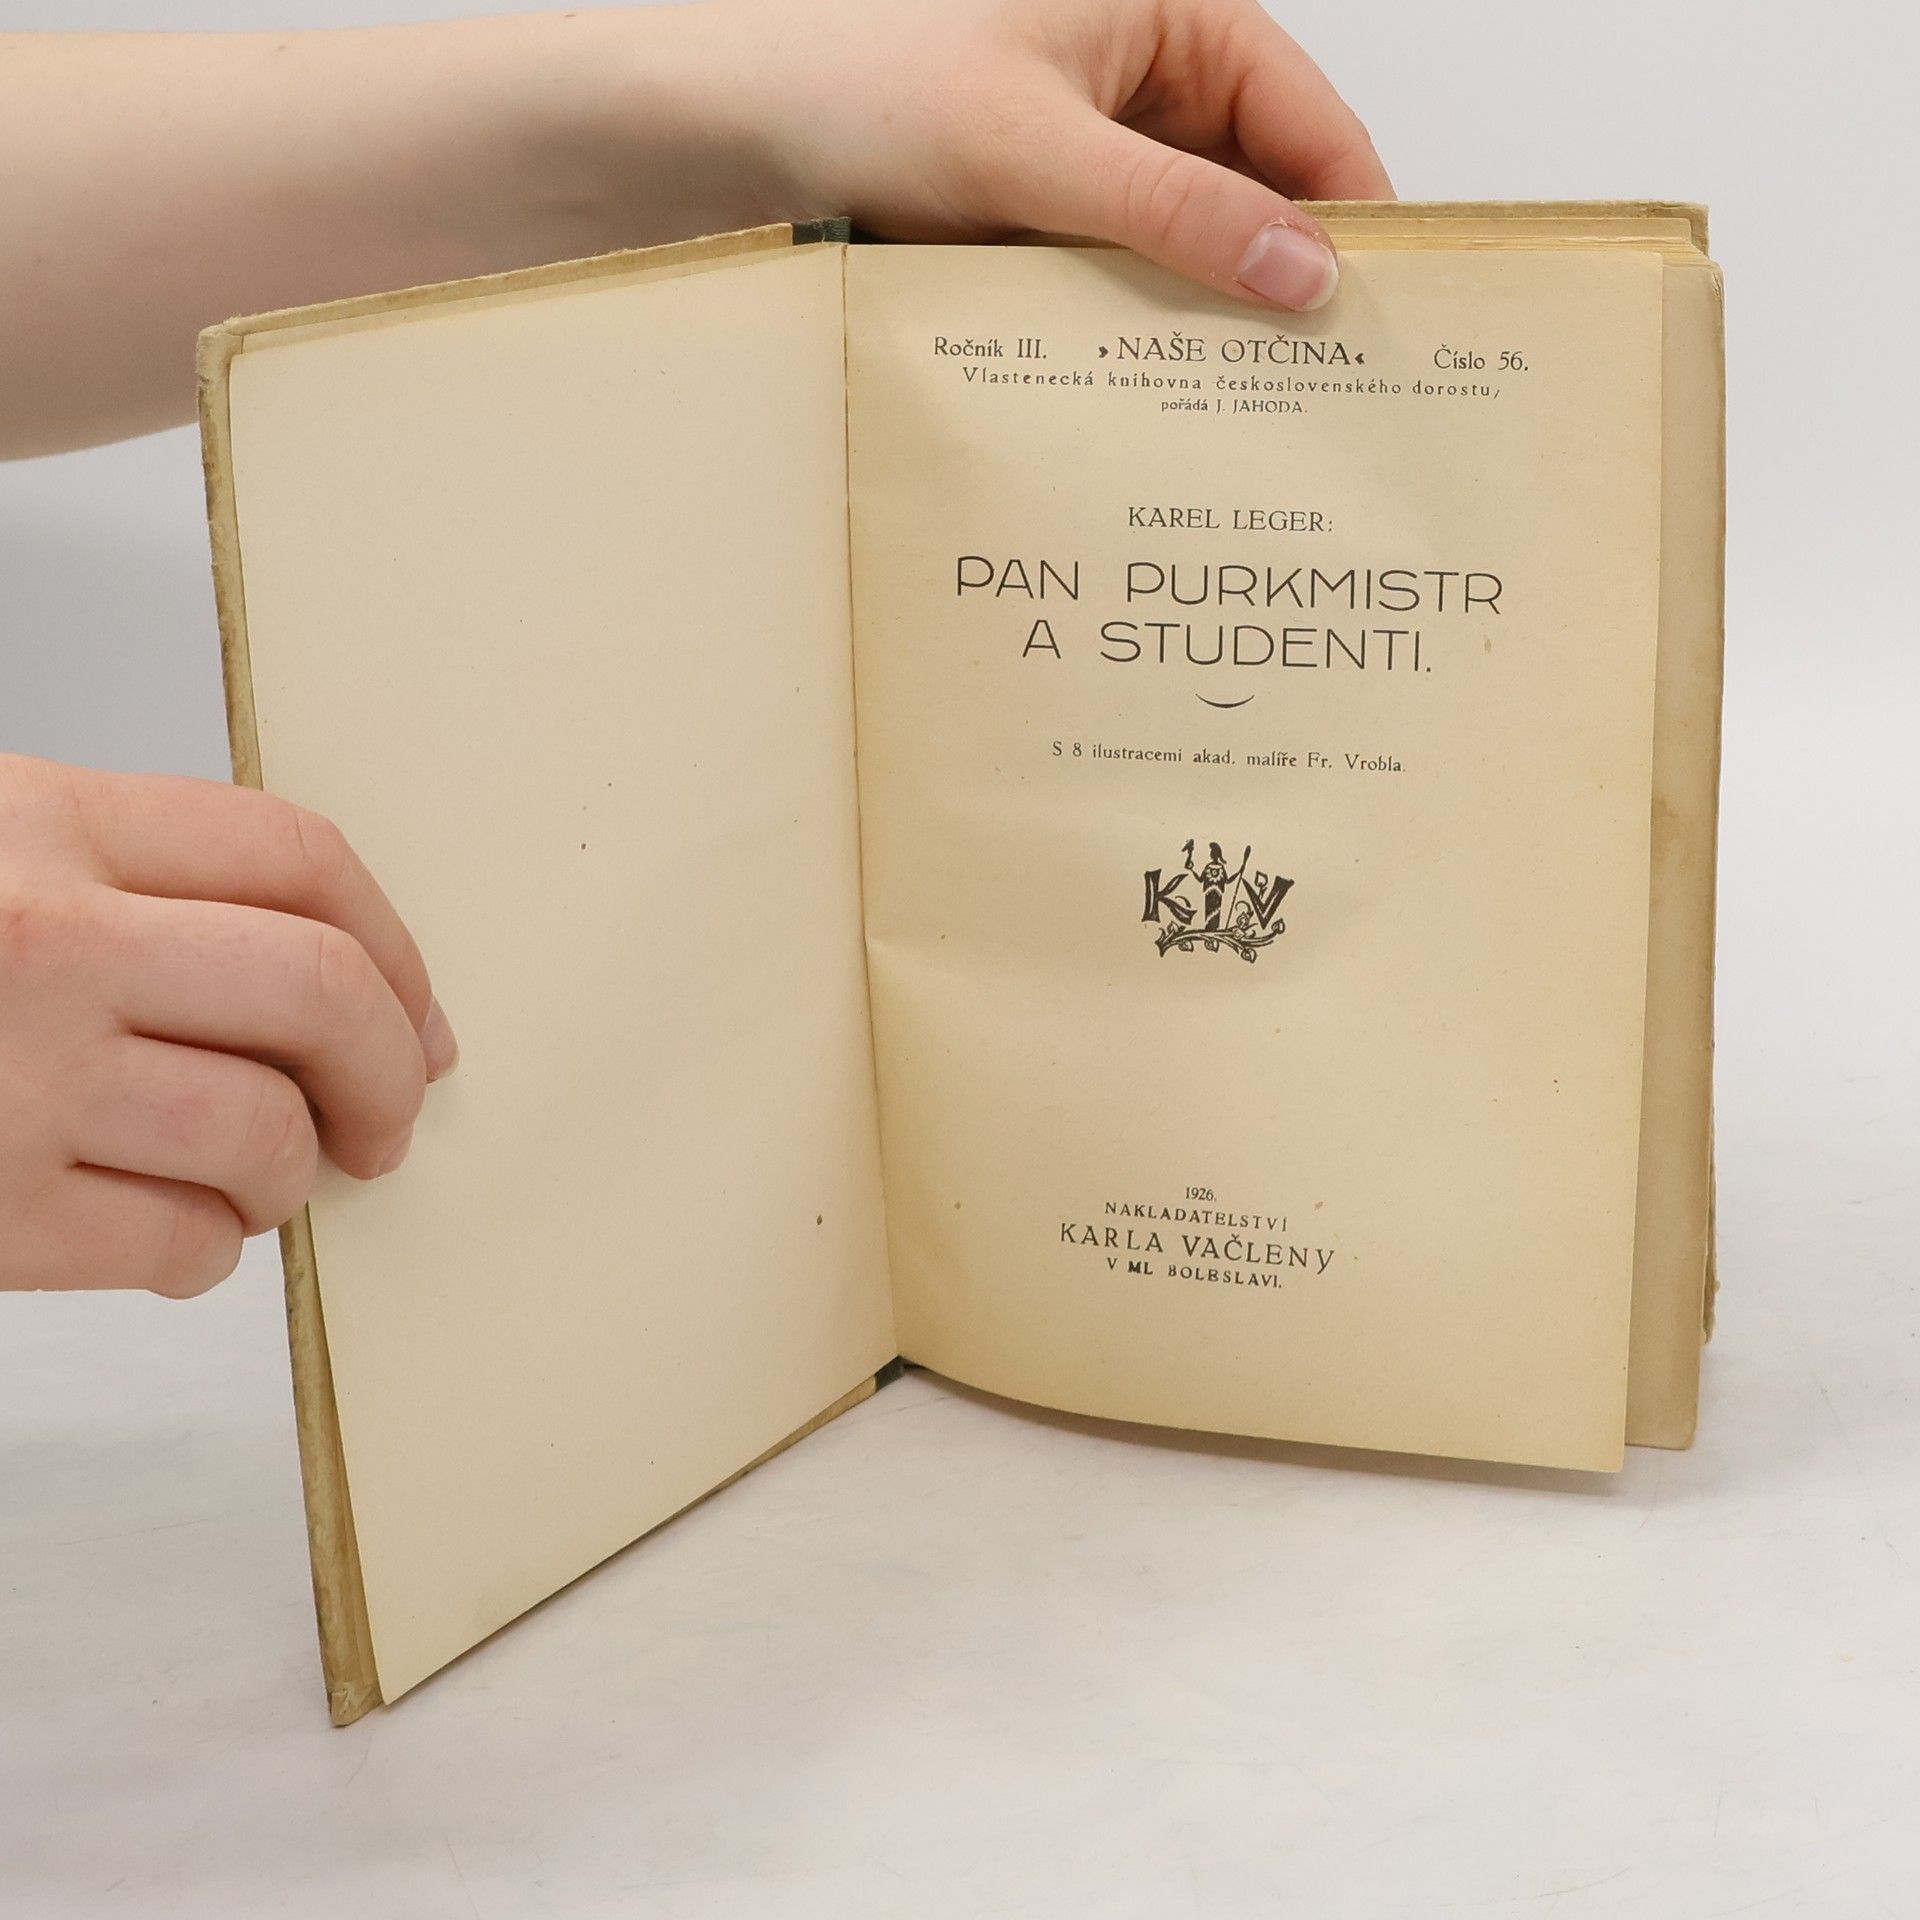 Ročník III. »NAŠE OTČINA« Číslo 56.
Vlastenecká knihovna československého dorostu,
pořádá J. JAHODA.
KAREL LEGER:
PAN PURKMISTR
A STUDENTI.
S 8 ilustracemi akad. malíře Fr. Vrobla.
K V
1926.
NAKLADATELSTVÍ
KARLA VAČLENY
V ML BOLESLAVI.